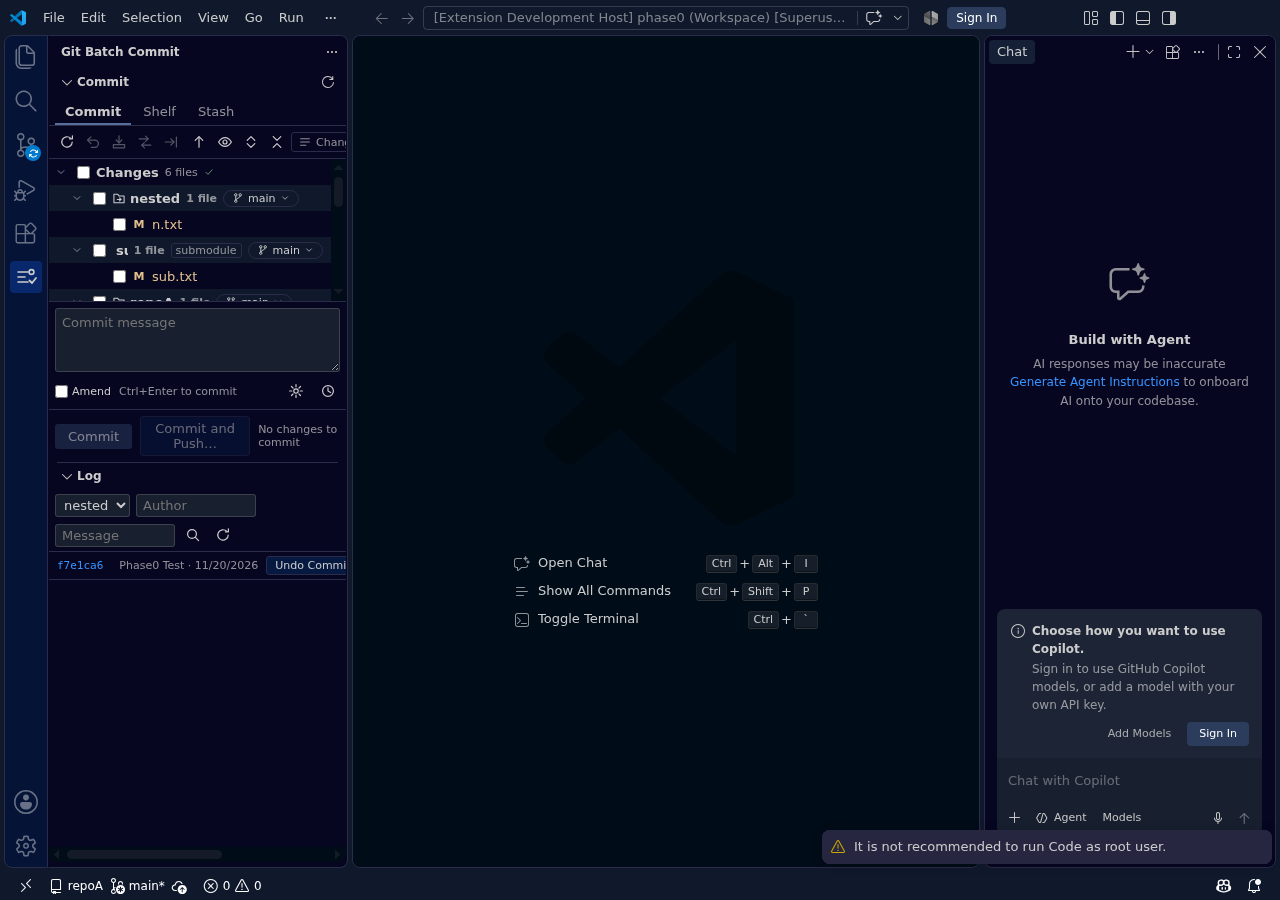 File Edit Selection View Go Run
[Extension Development Host] phase0 (Workspace) [Superus...
Sign In
Git Batch Commit
Commit
Commit Shelf Stash
Chang
Changes 6 files
nested 1 file main
M n.txt
su 1 file submodule main
M sub.txt
repoA 1 file main
Commit message
Amend Ctrl+Enter to commit
Commit
Commit and
Push...
No changes to
commit
Log
nested Author
Message
f7e1ca6 Phase0 Test · 11/20/2026 Undo Commi
Open Chat Ctrl + Alt + I
Show All Commands Ctrl + Shift + P
Toggle Terminal Ctrl + `
Chat
Build with Agent
AI responses may be inaccurate
Generate Agent Instructions to onboard
AI onto your codebase.
Choose how you want to use
Copilot.
Sign in to use GitHub Copilot
models, or add a model with your
own API key.
Add Models Sign In
Chat with Copilot
Agent Models
It is not recommended to run Code as root user.
repoA main* 0 0